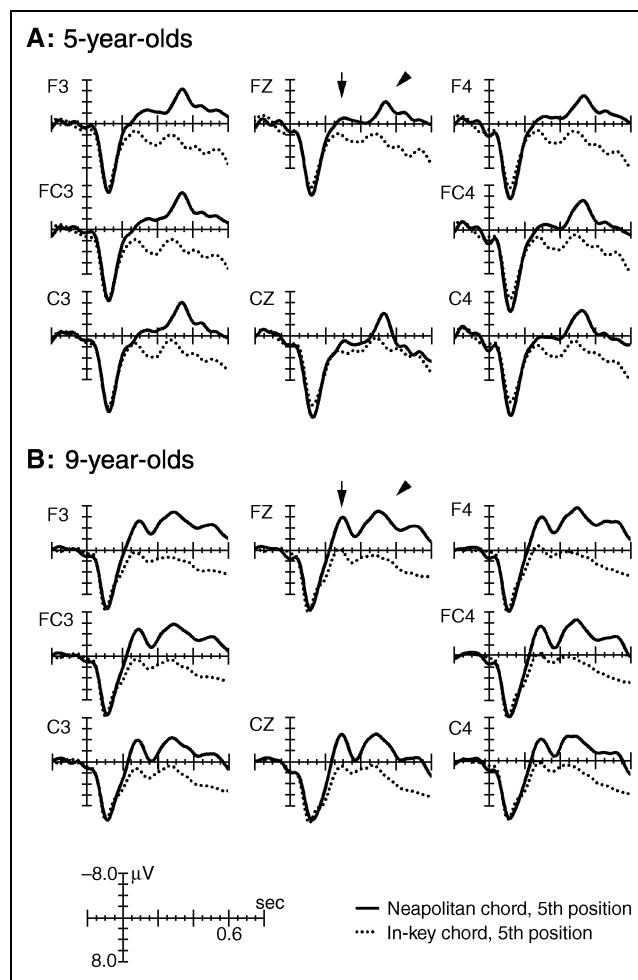 A: 5-year-olds
F3 FZ F4
FC3 FC4
C3 CZ C4
B: 9-year-olds
F3 FZ F4
FC3 FC4
C3 CZ C4
−8.0 µV
sec
0.6
8.0
Neapolitan chord, 5th position
In-key chord, 5th position